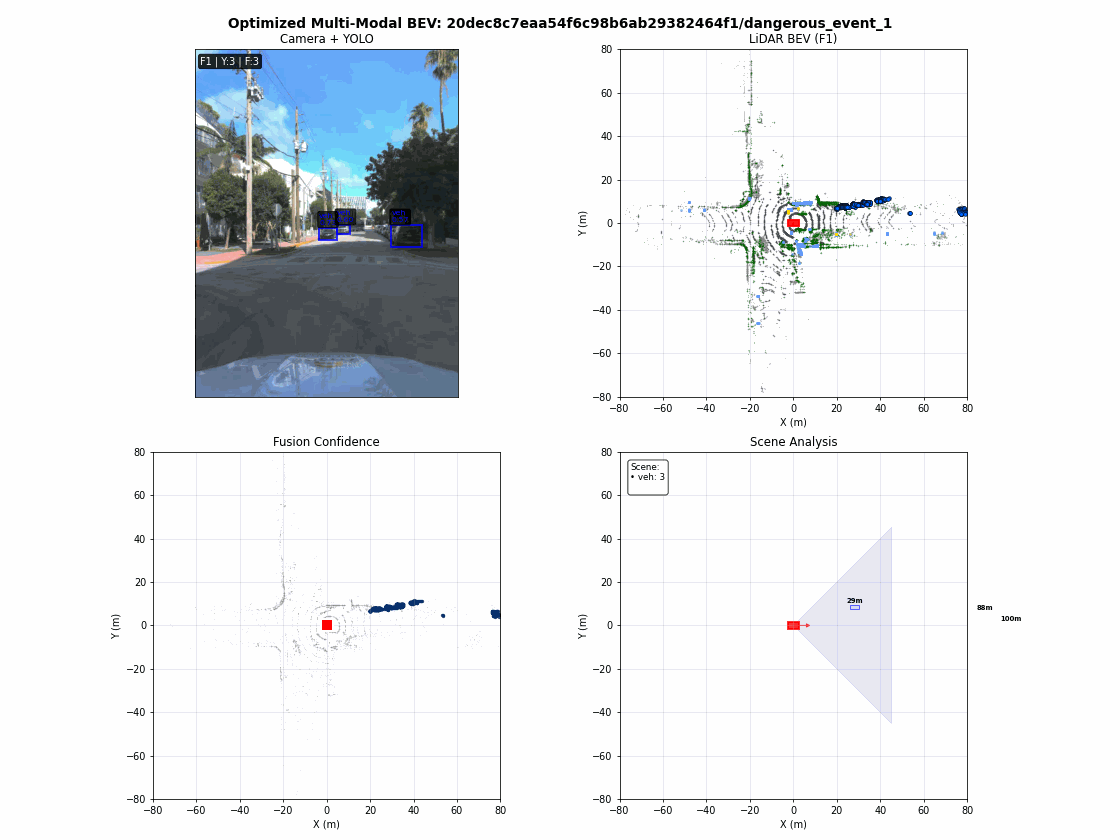 Optimized Multi-Modal BEV: 20dec8c7eaa54f6c98b6ab29382464f1/dangerous_event_1
Camera + YOLO
F1 | Y:3 | F:3
LiDAR BEV (F1)
80
60
40
20
0
−20
−40
−60
−80
Y (m)
−80 −60 −40 −20 0 20 40 60 80
X (m)
Fusion Confidence
80
60
40
20
0
−20
−40
−60
−80
Y (m)
−80 −60 −40 −20 0 20 40 60 80
X (m)
Scene Analysis
80
60
40
20
0
−20
−40
−60
−80
Y (m)
Scene:
• veh: 3
29m
88m
100m
−80 −60 −40 −20 0 20 40 60 80
X (m)